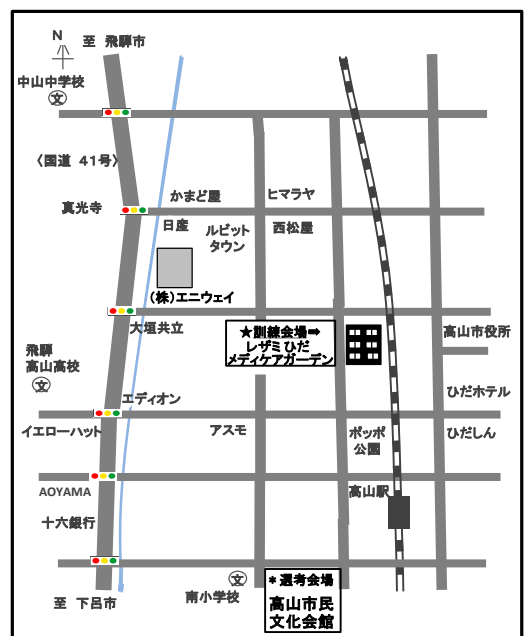 N
至 飛騨市
中山中学校
文
〈国道 41号〉
かまど屋
ヒマラヤ
真光寺
日産
ルビット
タウン
西松屋
(株)エニウェイ
大垣共立
★訓練会場⇒
レザミひだ
メディケアガーデン
高山市役所
飛騨
高山高校
文
エディオン
ひだホテル
イエローハット
アスモ
ポッポ
公園
ひだしん
AOYAMA
高山駅
十六銀行
文
南小学校
至 下呂市
*選考会場
高山市民
文化会館